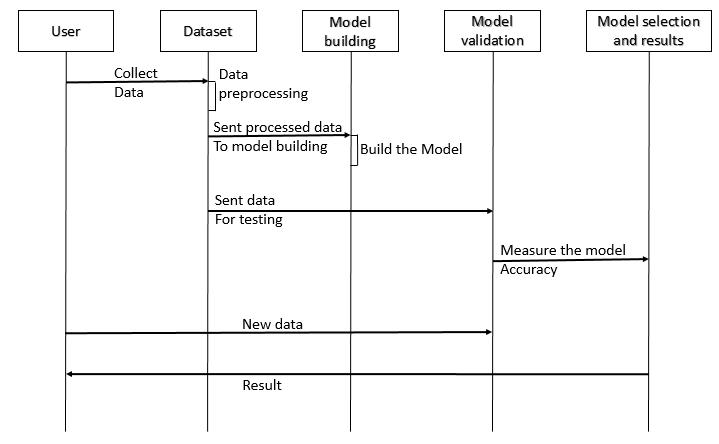 User
Dataset
Model
building
Model
validation
Model selection
and results
Collect
Data
Data
preprocessing
Sent processed data
To model building
Build the Model
Sent data
For testing
Measure the model
Accuracy
New data
Result